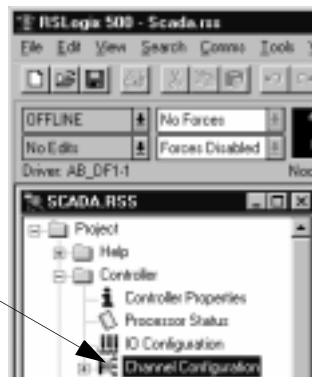 RSLogix 500 - Scada.rss
File Edit View Search Comms Tools
OFFLINE No Forces
No Edits Forces Disabled
Driver: AB_DF1-1
SCADA.RSS
Project
Help
Controller
Controller Properties
Processor Status
IO Configuration
Channel Configuration